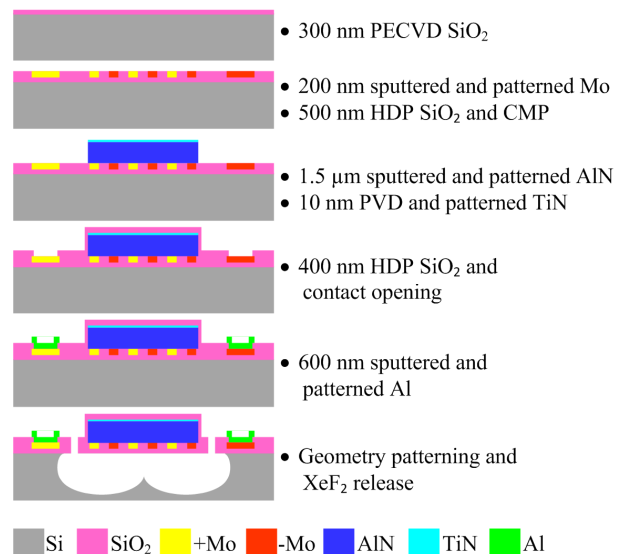 • 300 nm PECVD SiO₂
• 200 nm sputtered and patterned Mo
• 500 nm HDP SiO₂ and CMP
• 1.5 µm sputtered and patterned AlN
• 10 nm PVD and patterned TiN
• 400 nm HDP SiO₂ and
contact opening
• 600 nm sputtered and
patterned Al
• Geometry patterning and
XeF₂ release
Si SiO₂ +Mo -Mo AlN TiN Al